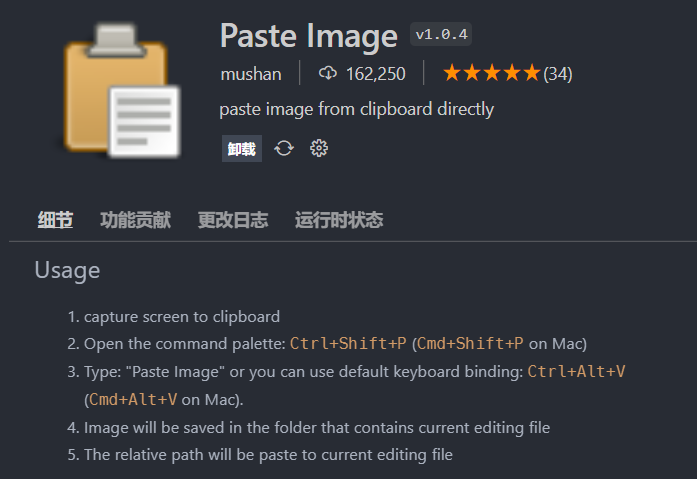 Paste Image v1.0.4
mushan 162,250 (34)
paste image from clipboard directly
卸载
细节 功能贡献 更改日志 运行时状态
Usage
1. capture screen to clipboard
2. Open the command palette: Ctrl+Shift+P (Cmd+Shift+P on Mac)
3. Type: "Paste Image" or you can use default keyboard binding: Ctrl+Alt+V
(Cmd+Alt+V on Mac).
4. Image will be saved in the folder that contains current editing file
5. The relative path will be paste to current editing file